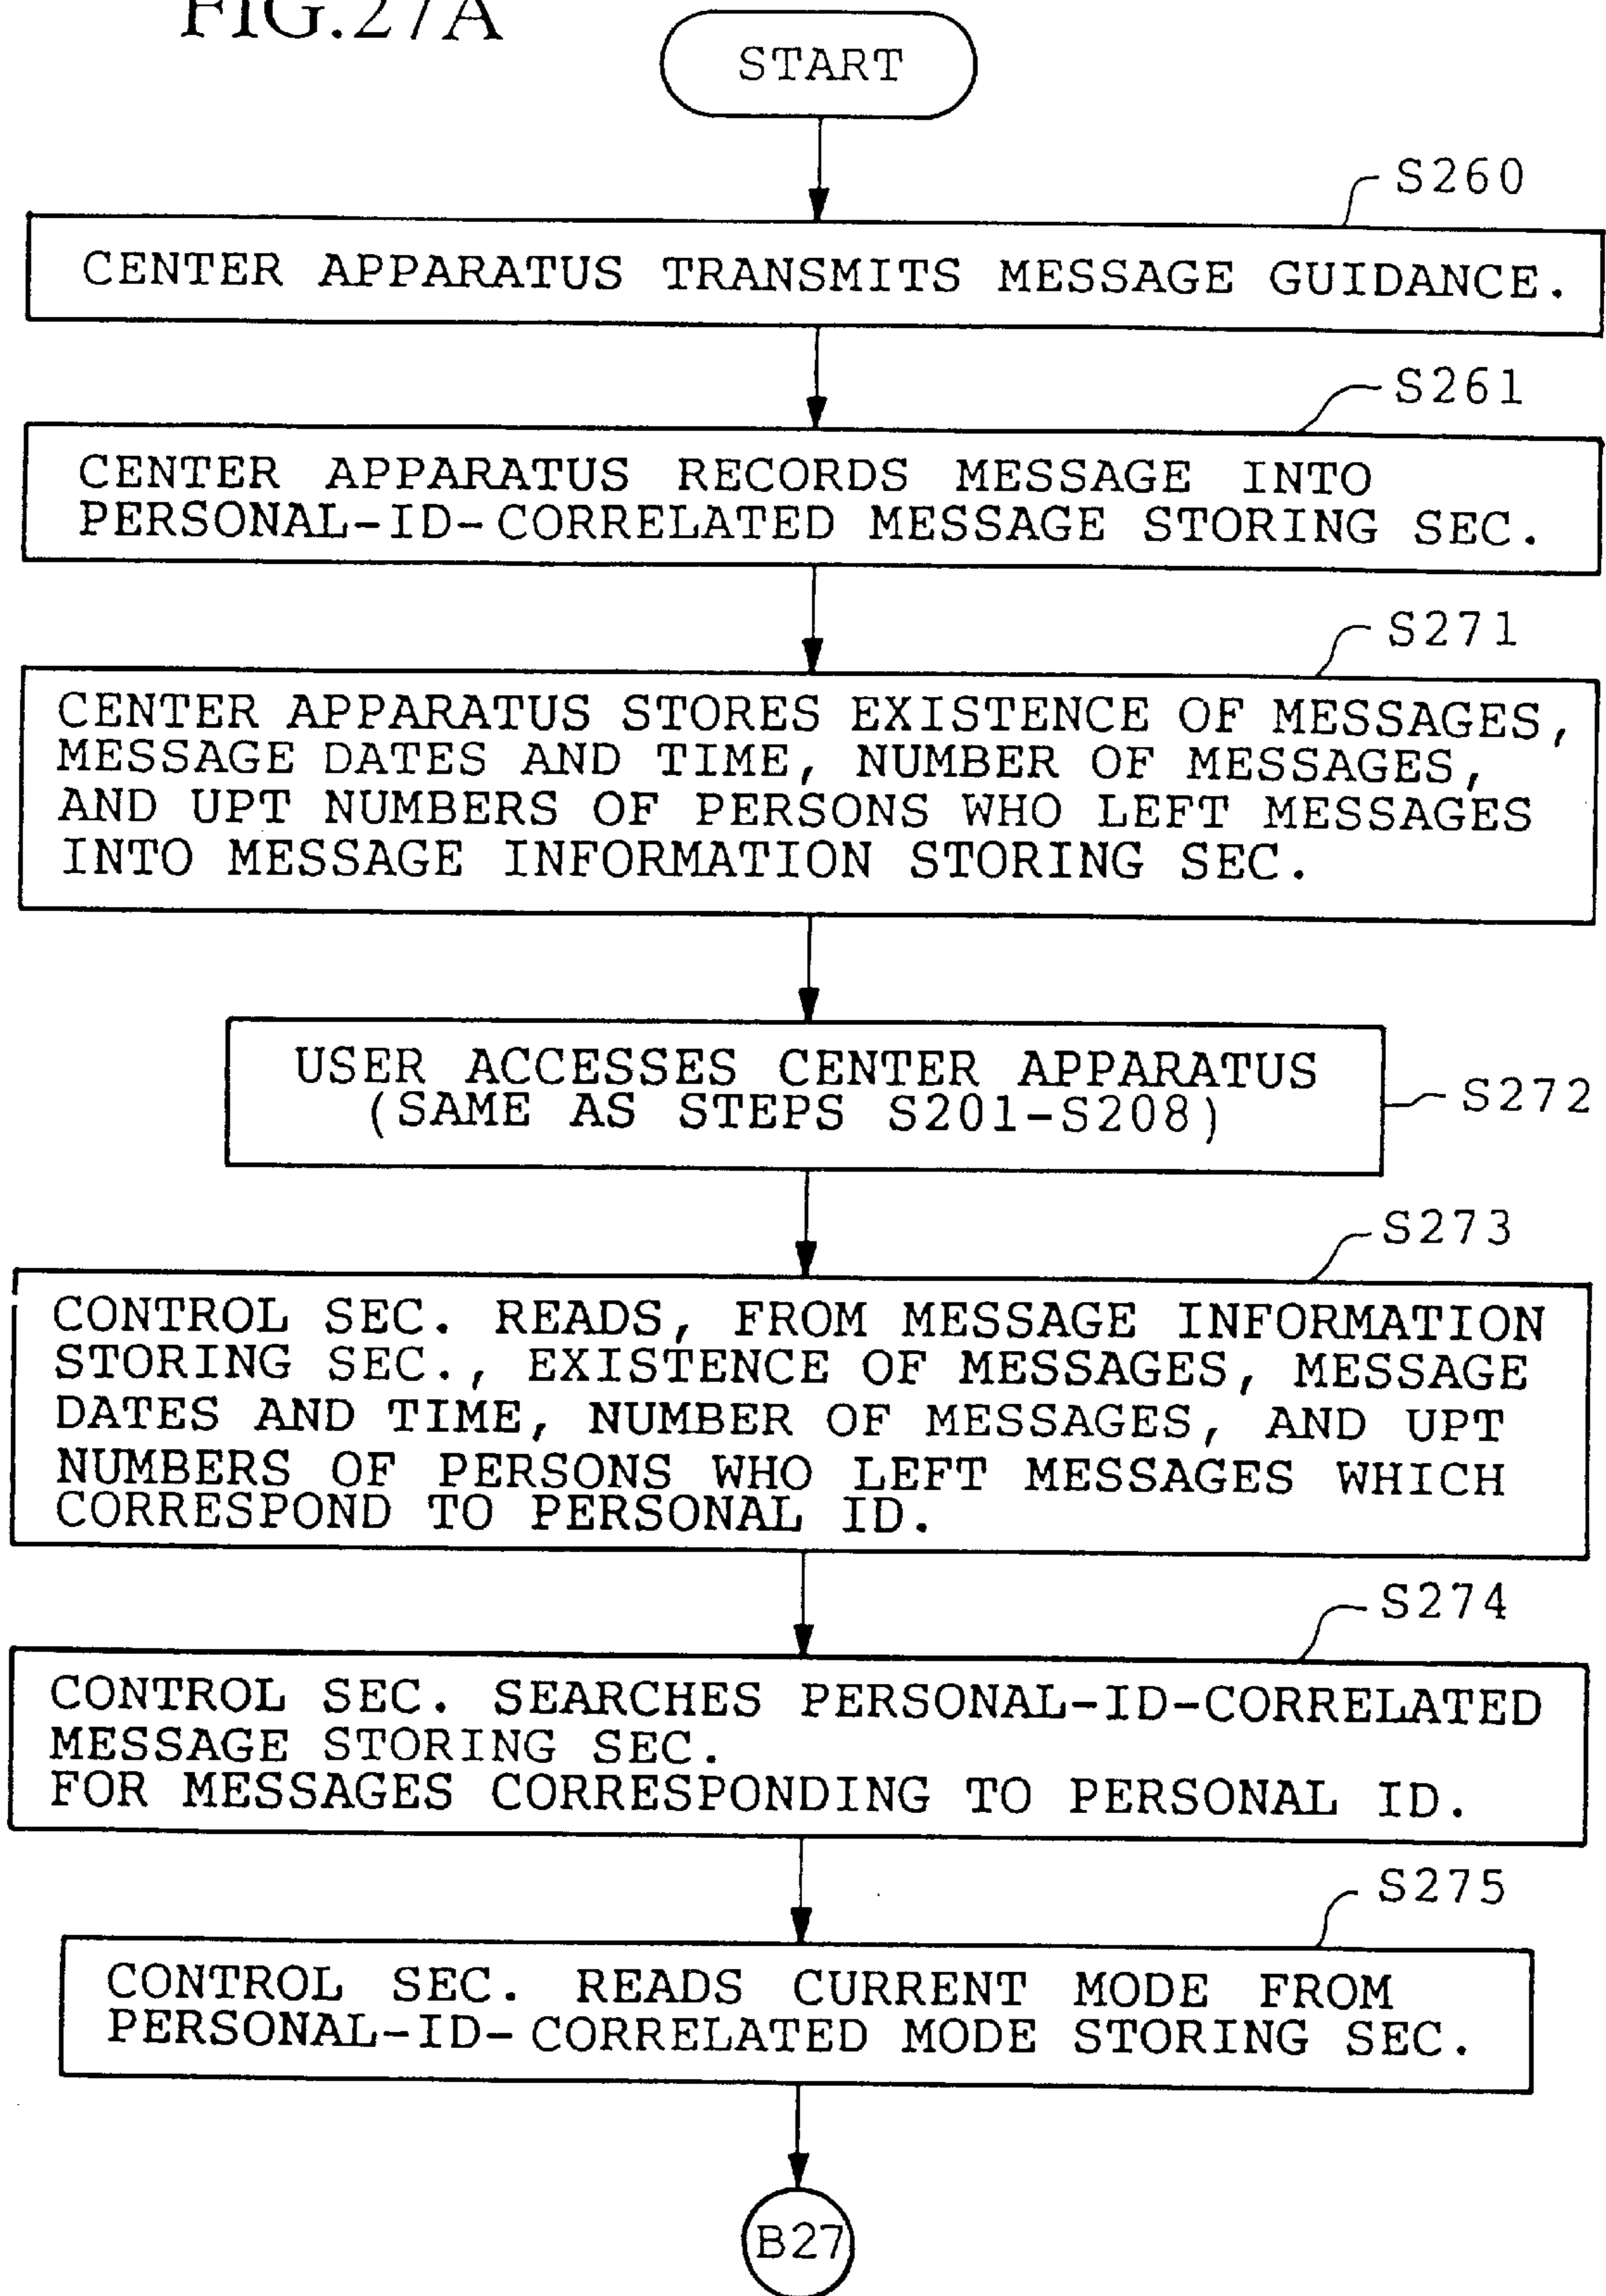 FIG.27A
START
S260
CENTER APPARATUS TRANSMITS MESSAGE GUIDANCE.
S261
CENTER APPARATUS RECORDS MESSAGE INTO
PERSONAL-ID-CORRELATED MESSAGE STORING SEC.
S271
CENTER APPARATUS STORES EXISTENCE OF MESSAGES,
MESSAGE DATES AND TIME, NUMBER OF MESSAGES,
AND UPT NUMBERS OF PERSONS WHO LEFT MESSAGES
INTO MESSAGE INFORMATION STORING SEC.
USER ACCESSES CENTER APPARATUS
(SAME AS STEPS S201-S208)
S272
S273
CONTROL SEC. READS, FROM MESSAGE INFORMATION
STORING SEC., EXISTENCE OF MESSAGES, MESSAGE
DATES AND TIME, NUMBER OF MESSAGES, AND UPT
NUMBERS OF PERSONS WHO LEFT MESSAGES WHICH
CORRESPOND TO PERSONAL ID.
S274
CONTROL SEC. SEARCHES PERSONAL-ID-CORRELATED
MESSAGE STORING SEC.
FOR MESSAGES CORRESPONDING TO PERSONAL ID.
S275
CONTROL SEC. READS CURRENT MODE FROM
PERSONAL-ID-CORRELATED MODE STORING SEC.
B27